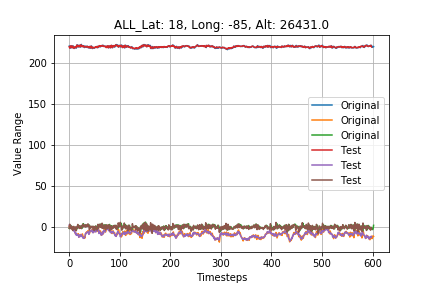 ALL_Lat: 18, Long: -85, Alt: 26431.0
Value Range
200
150
100
50
0
Original
Original
Original
Test
Test
Test
0 100 200 300 400 500 600
Timesteps